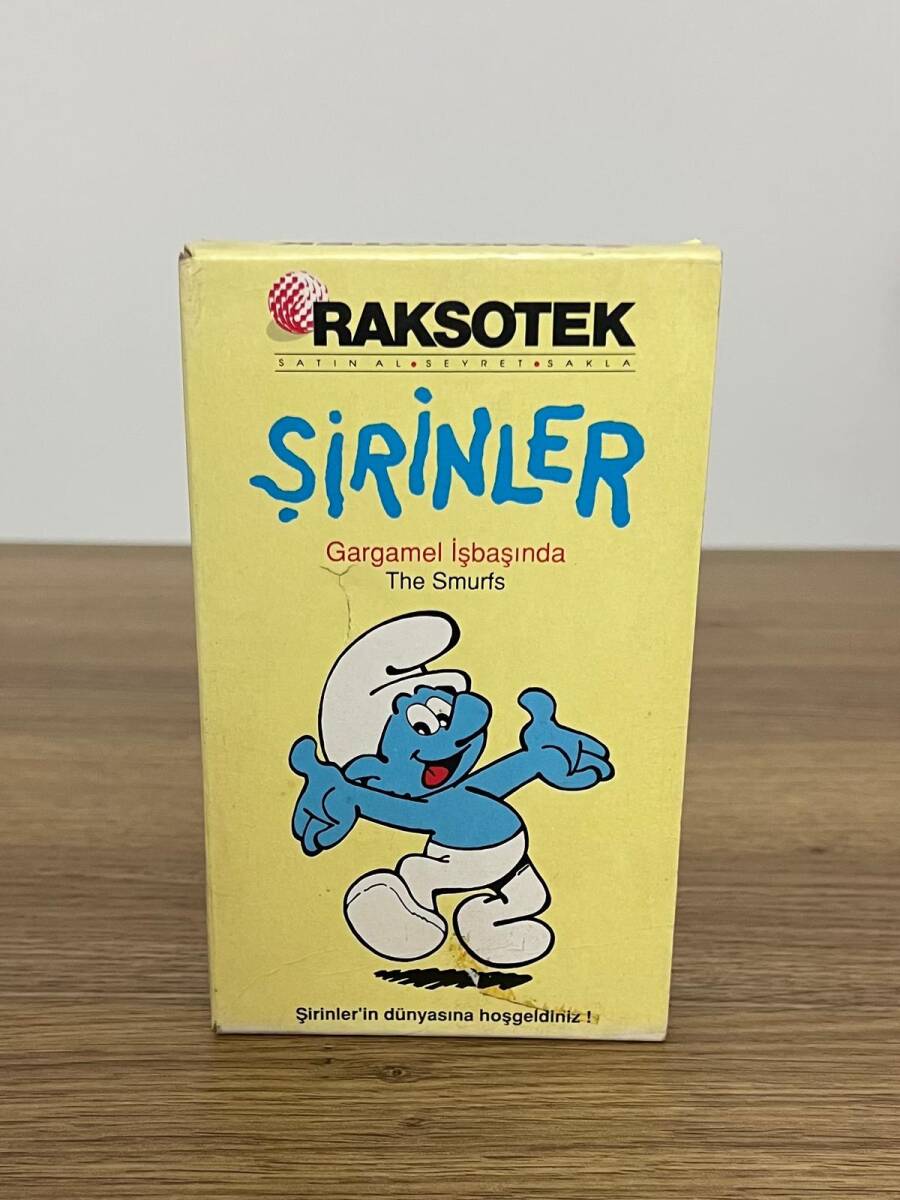 RAKSOTEK
SATIN AL • SEYRET • SAKLA
ŞİRİNLER
Gargamel İşbaşında
The Smurfs
Şirinler'in dünyasına hoşgeldiniz !